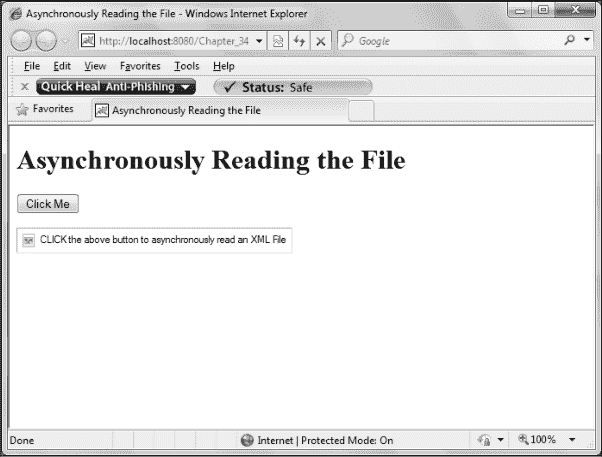 Asynchronously Reading the File - Windows Internet Explorer
http://localhost:8080/Chapter_34
Google
File Edit View Favorites Tools Help
Quick Heal Anti-Phishing Status: Safe
Favorites Asynchronously Reading the File
Asynchronously Reading the File
Click Me
CLICK the above button to asynchronously read an XML File
Done Internet | Protected Mode: On 100%